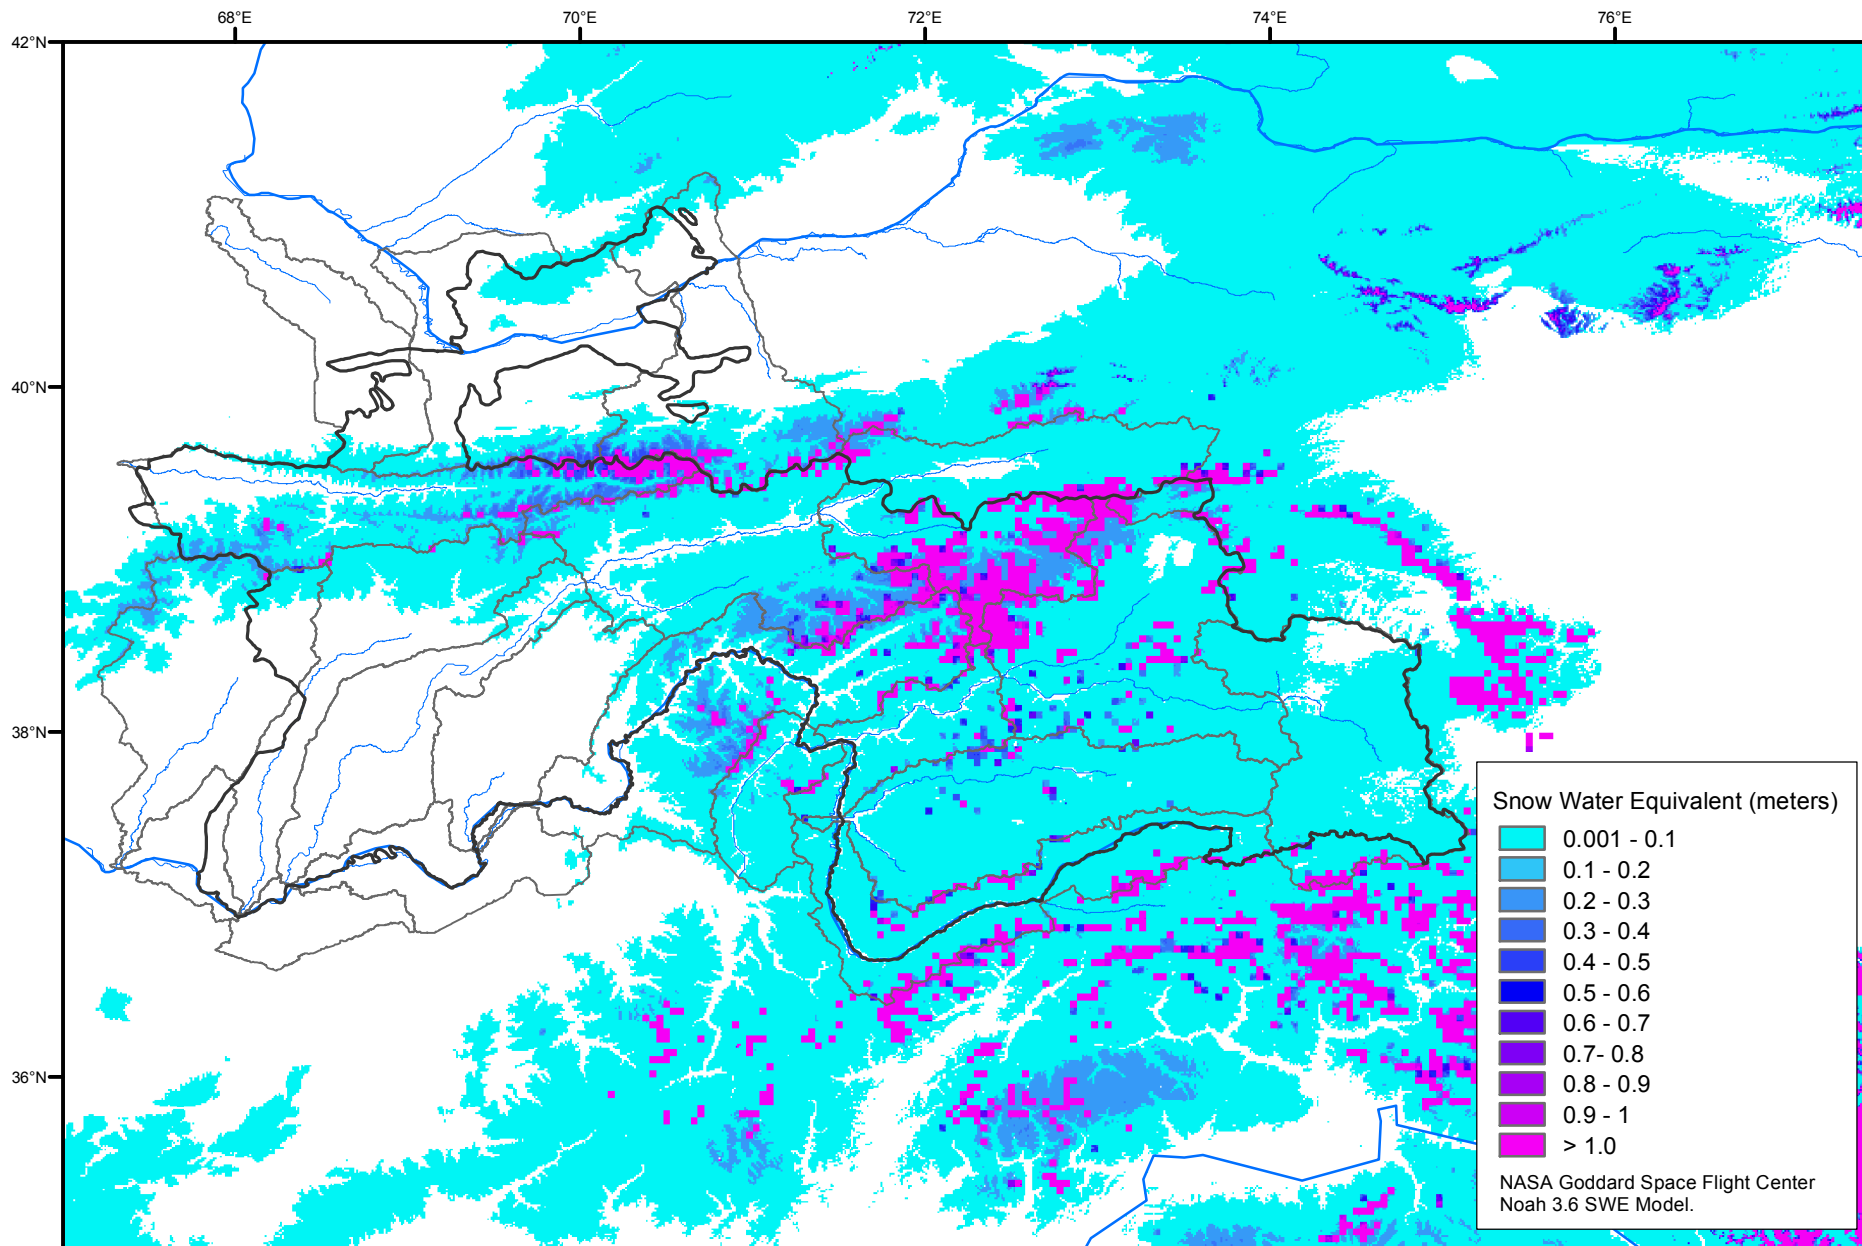 68°E 70°E 72°E 74°E 76°E
42°N
40°N
38°N
36°N
Snow Water Equivalent (meters)
0.001 - 0.1
0.1 - 0.2
0.2 - 0.3
0.3 - 0.4
0.4 - 0.5
0.5 - 0.6
0.6 - 0.7
0.7- 0.8
0.8 - 0.9
0.9 - 1
> 1.0
NASA Goddard Space Flight Center
Noah 3.6 SWE Model.